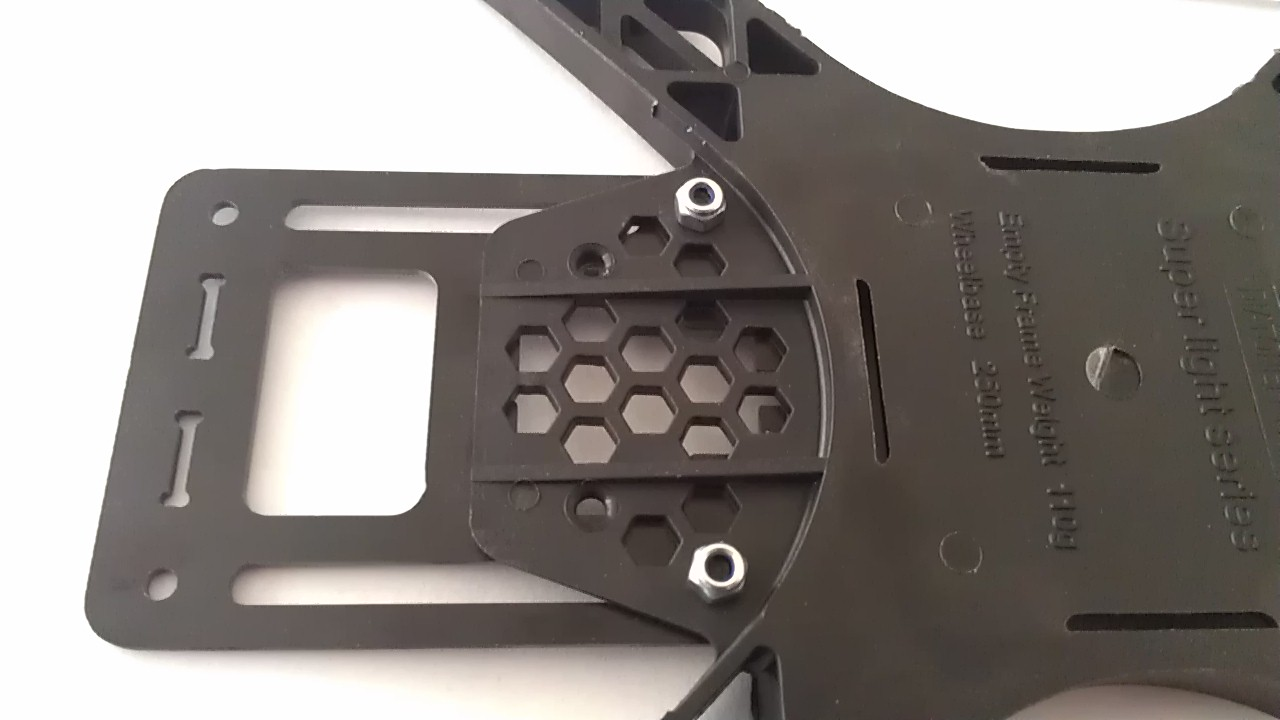 Super light series
Empty Frame Weight 110g
Wheelbase 250mm